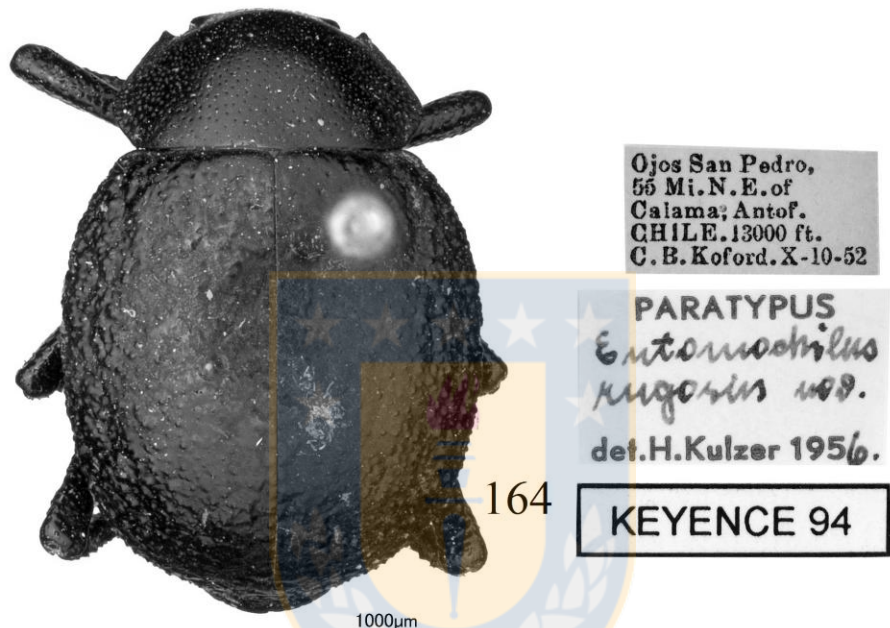 Ojos San Pedro,
55 Mi.N.E.of
Calama, Antof.
CHILE.13000 ft.
C.B.Koford.X-10-52
PARATYPUS
Entomochilus
rugosus
det.H.Kulzer 1956.
164
KEYENCE 94
1000µm